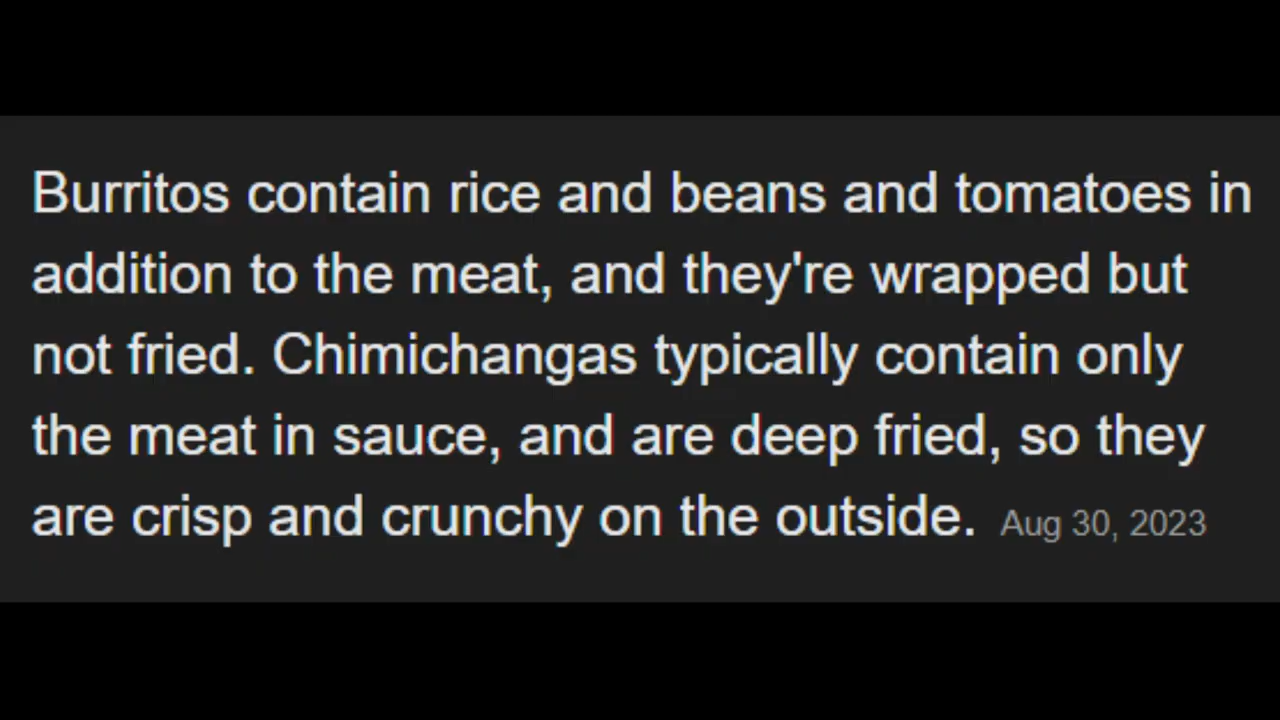 Burritos contain rice and beans and tomatoes in
addition to the meat, and they're wrapped but
not fried. Chimichangas typically contain only
the meat in sauce, and are deep fried, so they
are crisp and crunchy on the outside. Aug 30, 2023